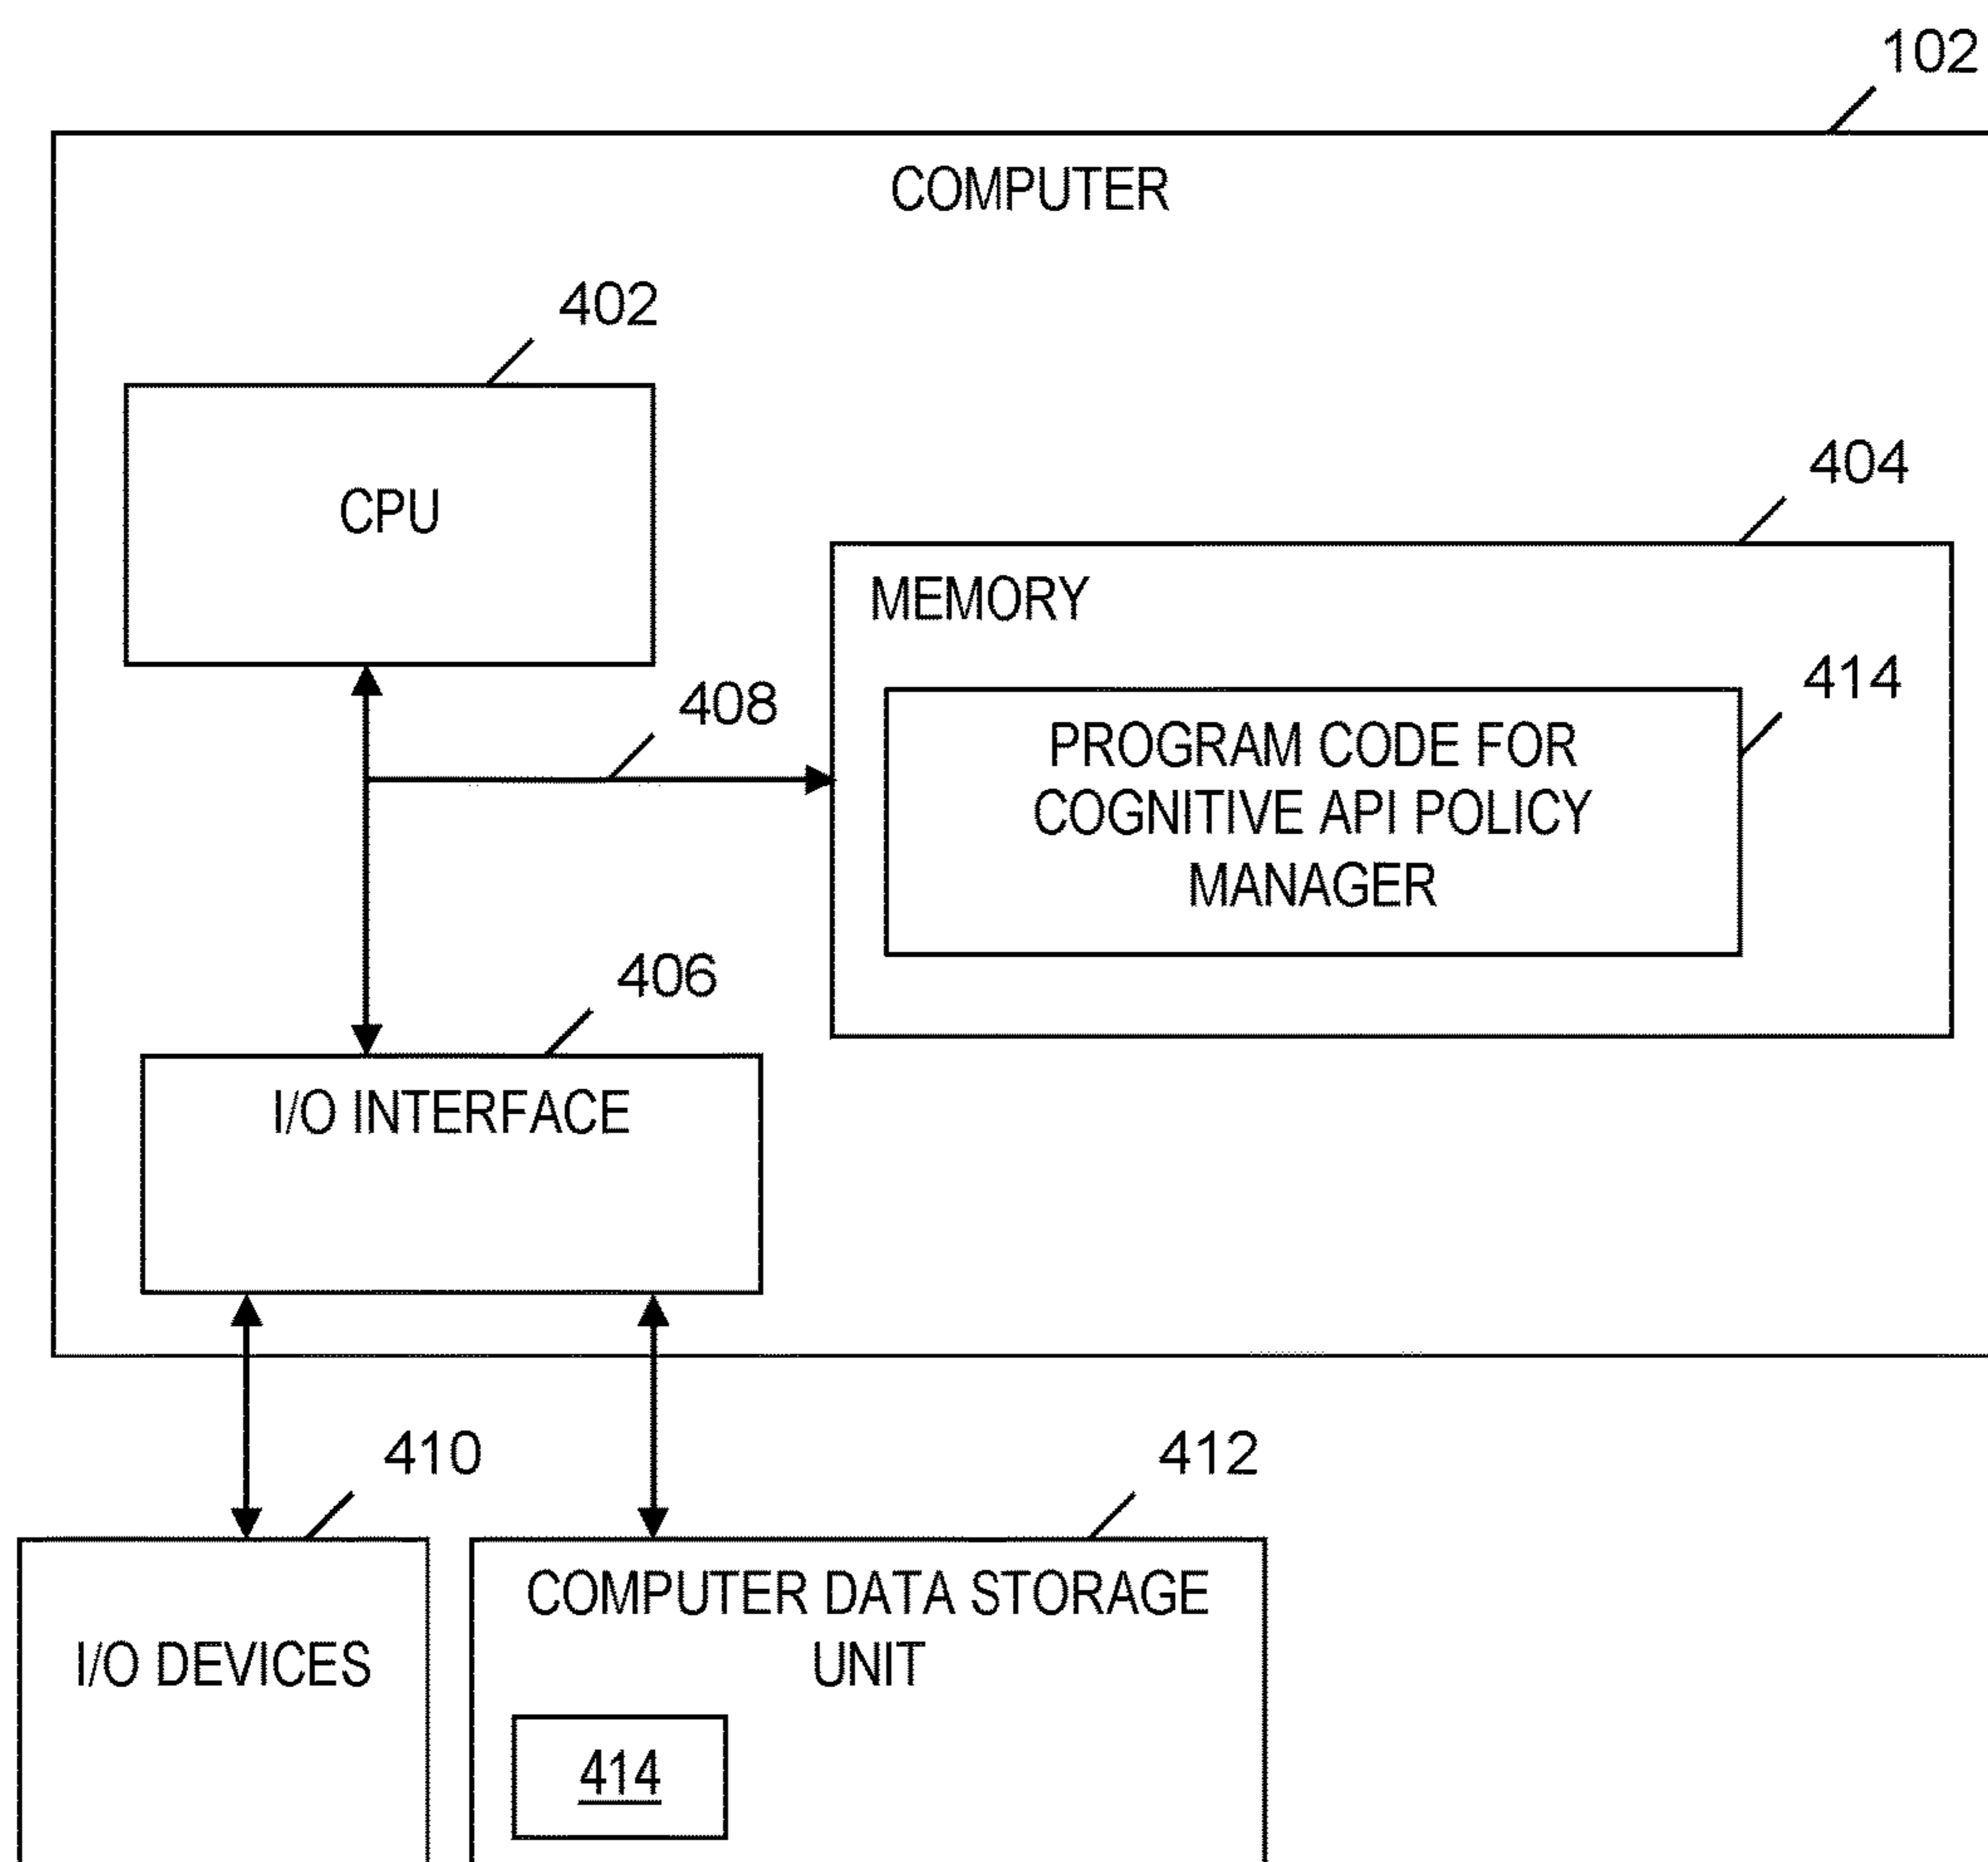 102
COMPUTER
402
CPU
404
MEMORY
414
PROGRAM CODE FOR
COGNITIVE API POLICY
MANAGER
408
406
I/O INTERFACE
410
412
I/O DEVICES
COMPUTER DATA STORAGE
UNIT
414